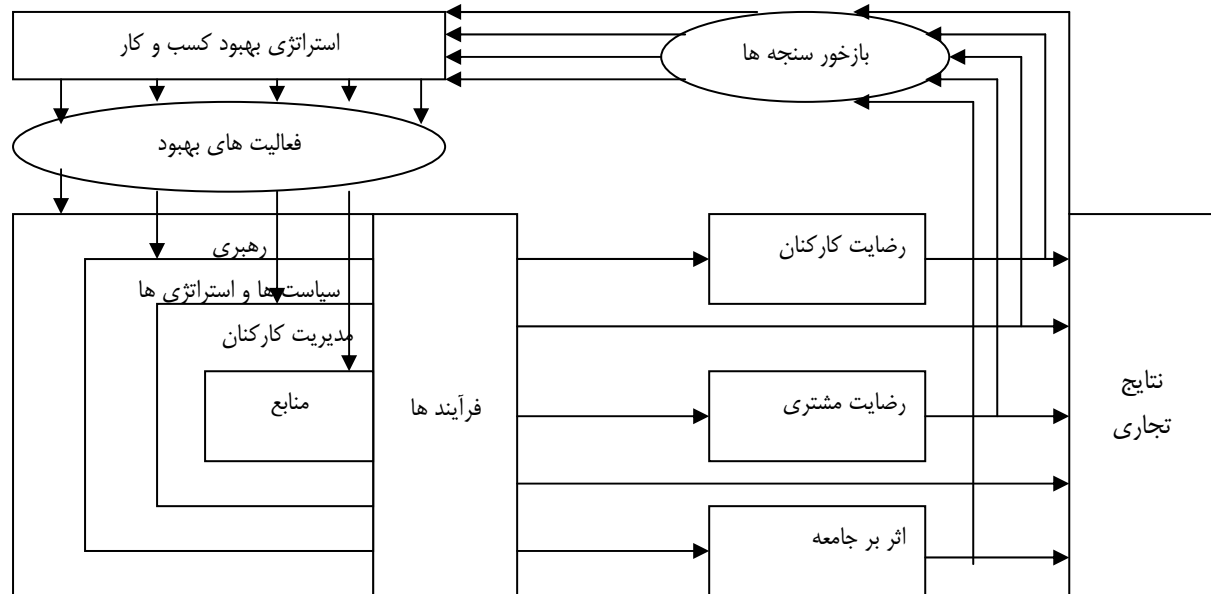 استراتژی بهبود کسب و کار
بازخور سنجه ها
فعالیت های بهبود
رهبری
سیاست ها و استراتژی ها
مدیریت کارکنان
منابع
فرآیند ها
رضایت کارکنان
رضایت مشتری
اثر بر جامعه
نتایج
تجاری